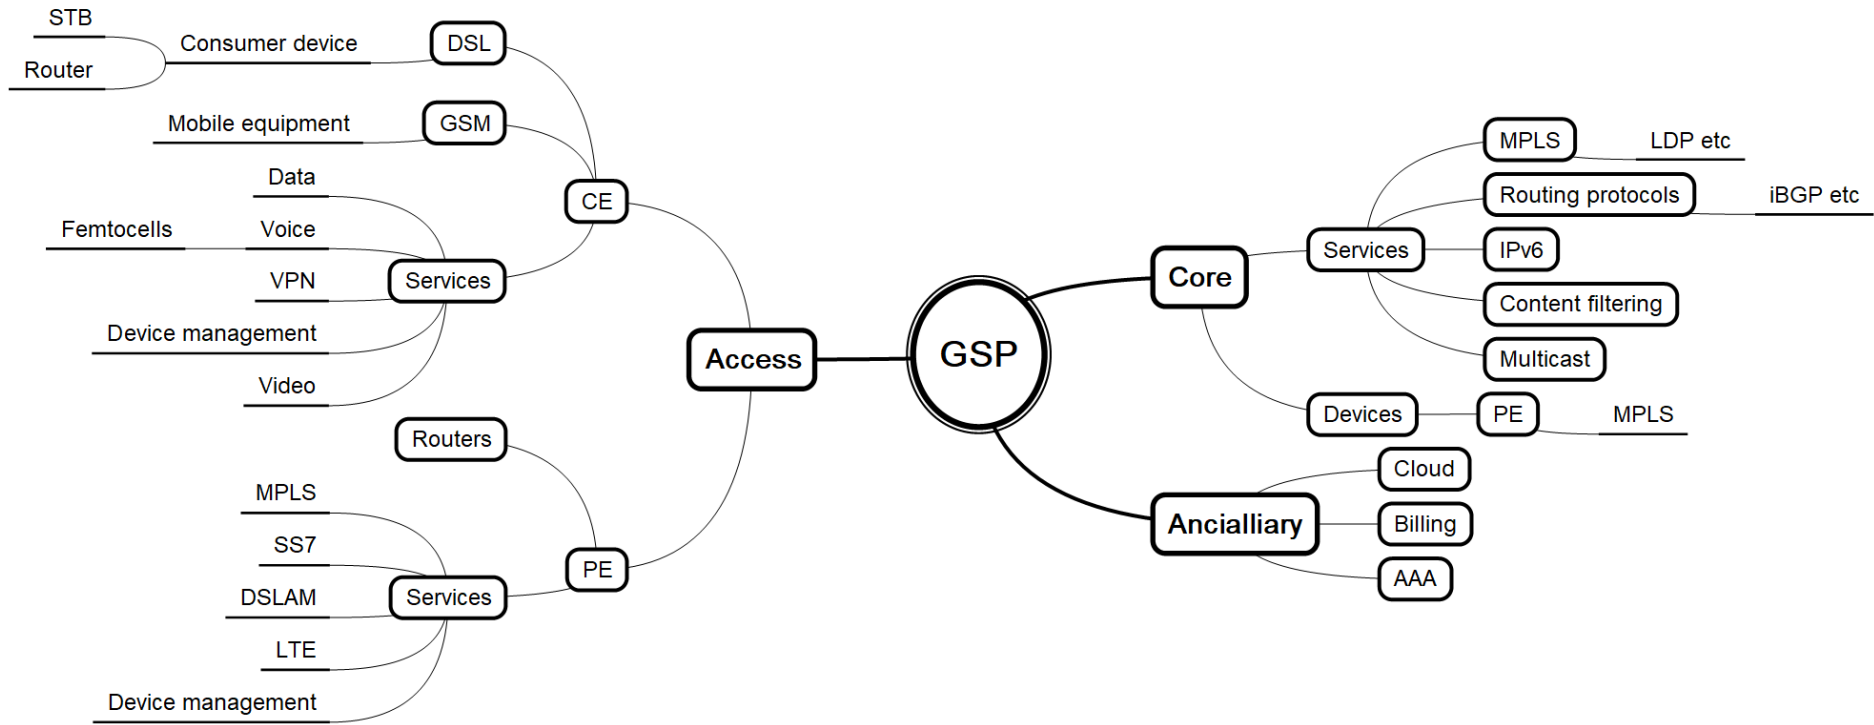 STB
Router
Consumer device
DSL
Mobile equipment
GSM
CE
Data
Femtocells
Voice
VPN
Services
Device management
Video
Access
Routers
MPLS
SS7
DSLAM
Services
PE
LTE
Device management
GSP
Core
Services
MPLS
LDP etc
Routing protocols
iBGP etc
IPv6
Content filtering
Multicast
Devices
PE
MPLS
Ancialliary
Cloud
Billing
AAA